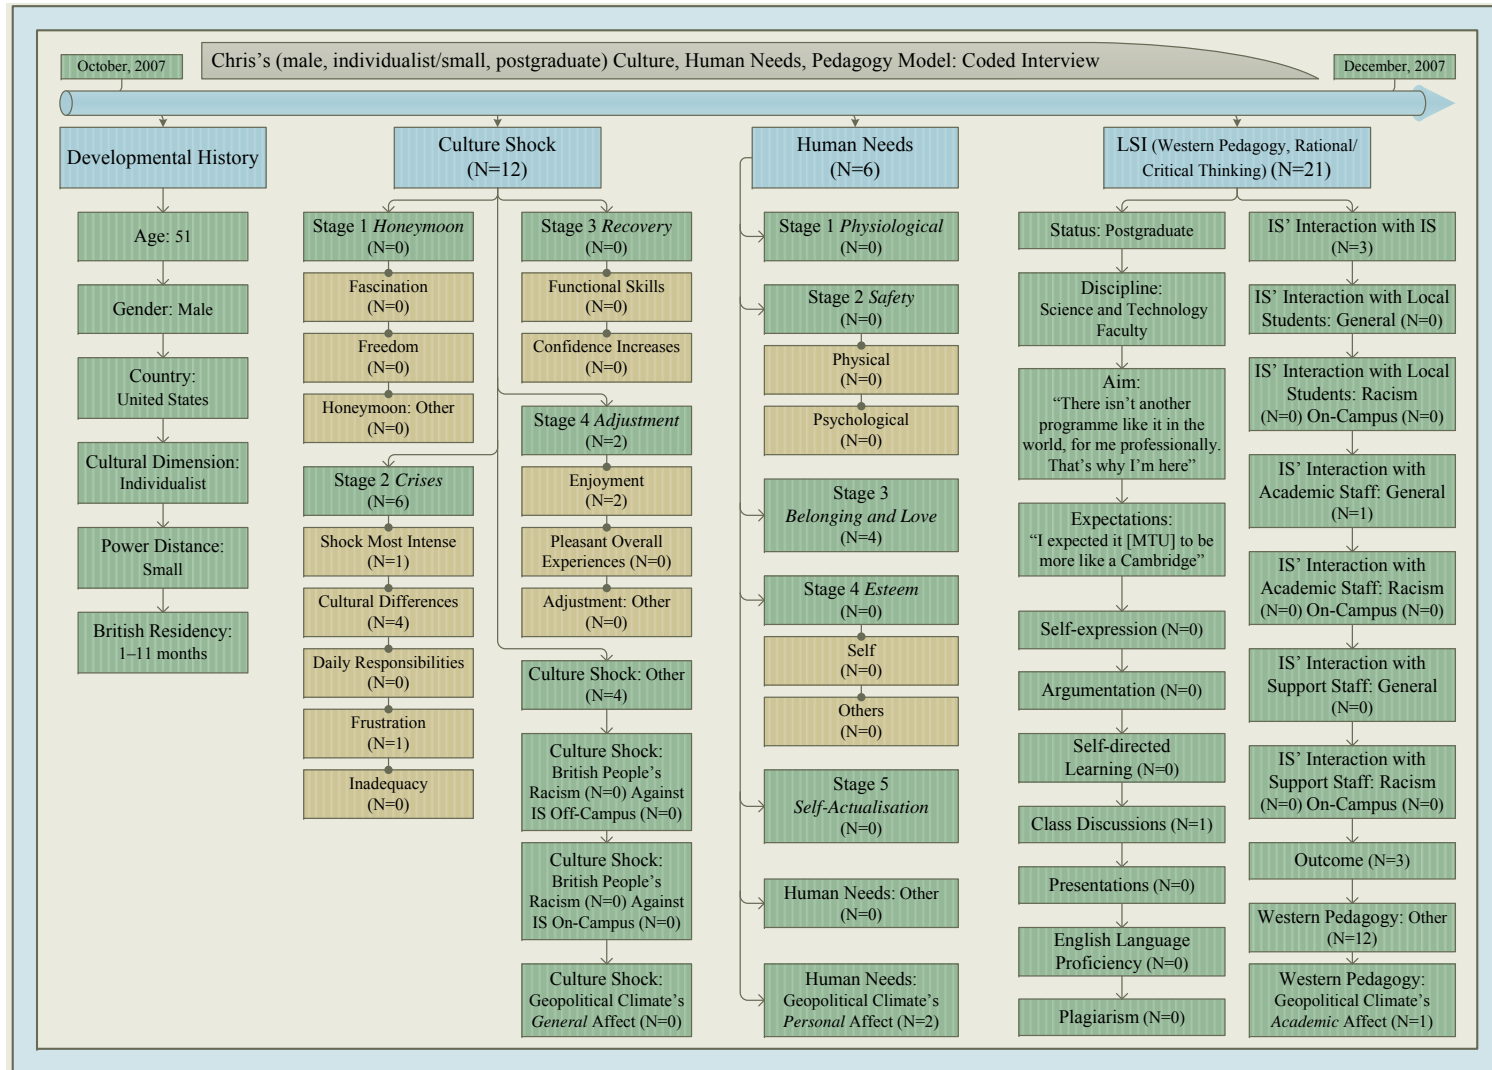 Chris’s (male, individualist/small, postgraduate) Culture, Human Needs, Pedagogy Model: Coded Interview
October, 2007
December, 2007
Developmental History
Age: 51
Gender: Male
Country:
United States
Cultural Dimension:
Individualist
Power Distance:
Small
British Residency:
1–11 months
Culture Shock
(N=12)
Stage 1 Honeymoon
(N=0)
Fascination
(N=0)
Freedom
(N=0)
Honeymoon: Other
(N=0)
Stage 2 Crises
(N=6)
Shock Most Intense
(N=1)
Cultural Differences
(N=4)
Daily Responsibilities
(N=0)
Frustration
(N=1)
Inadequacy
(N=0)
Stage 3 Recovery
(N=0)
Functional Skills
(N=0)
Confidence Increases
(N=0)
Stage 4 Adjustment
(N=2)
Enjoyment
(N=2)
Pleasant Overall
Experiences (N=0)
Adjustment: Other
(N=0)
Culture Shock: Other
(N=4)
Culture Shock:
British People’s
Racism (N=0) Against
IS Off-Campus (N=0)
Culture Shock:
British People’s
Racism (N=0) Against
IS On-Campus (N=0)
Culture Shock:
Geopolitical Climate’s
General Affect (N=0)
Human Needs
(N=6)
Stage 1 Physiological
(N=0)
Stage 2 Safety
(N=0)
Physical
(N=0)
Psychological
(N=0)
Stage 3
Belonging and Love
(N=4)
Stage 4 Esteem
(N=0)
Self
(N=0)
Others
(N=0)
Stage 5
Self-Actualisation
(N=0)
Human Needs: Other
(N=0)
Human Needs:
Geopolitical Climate’s
Personal Affect (N=2)
LSI (Western Pedagogy, Rational/
Critical Thinking) (N=21)
Status: Postgraduate
Discipline:
Science and Technology
Faculty
Aim:
“There isn’t another
programme like it in the
world, for me professionally.
That’s why I’m here”
Expectations:
“I expected it [MTU] to be
more like a Cambridge”
Self-expression (N=0)
Argumentation (N=0)
Self-directed
Learning (N=0)
Class Discussions (N=1)
Presentations (N=0)
English Language
Proficiency (N=0)
Plagiarism (N=0)
IS’ Interaction with IS
(N=3)
IS’ Interaction with Local
Students: General (N=0)
IS’ Interaction with Local
Students: Racism
(N=0) On-Campus (N=0)
IS’ Interaction with
Academic Staff: General
(N=1)
IS’ Interaction with
Academic Staff: Racism
(N=0) On-Campus (N=0)
IS’ Interaction with
Support Staff: General
(N=0)
IS’ Interaction with
Support Staff: Racism
(N=0) On-Campus (N=0)
Outcome (N=3)
Western Pedagogy: Other
(N=12)
Western Pedagogy:
Geopolitical Climate’s
Academic Affect (N=1)